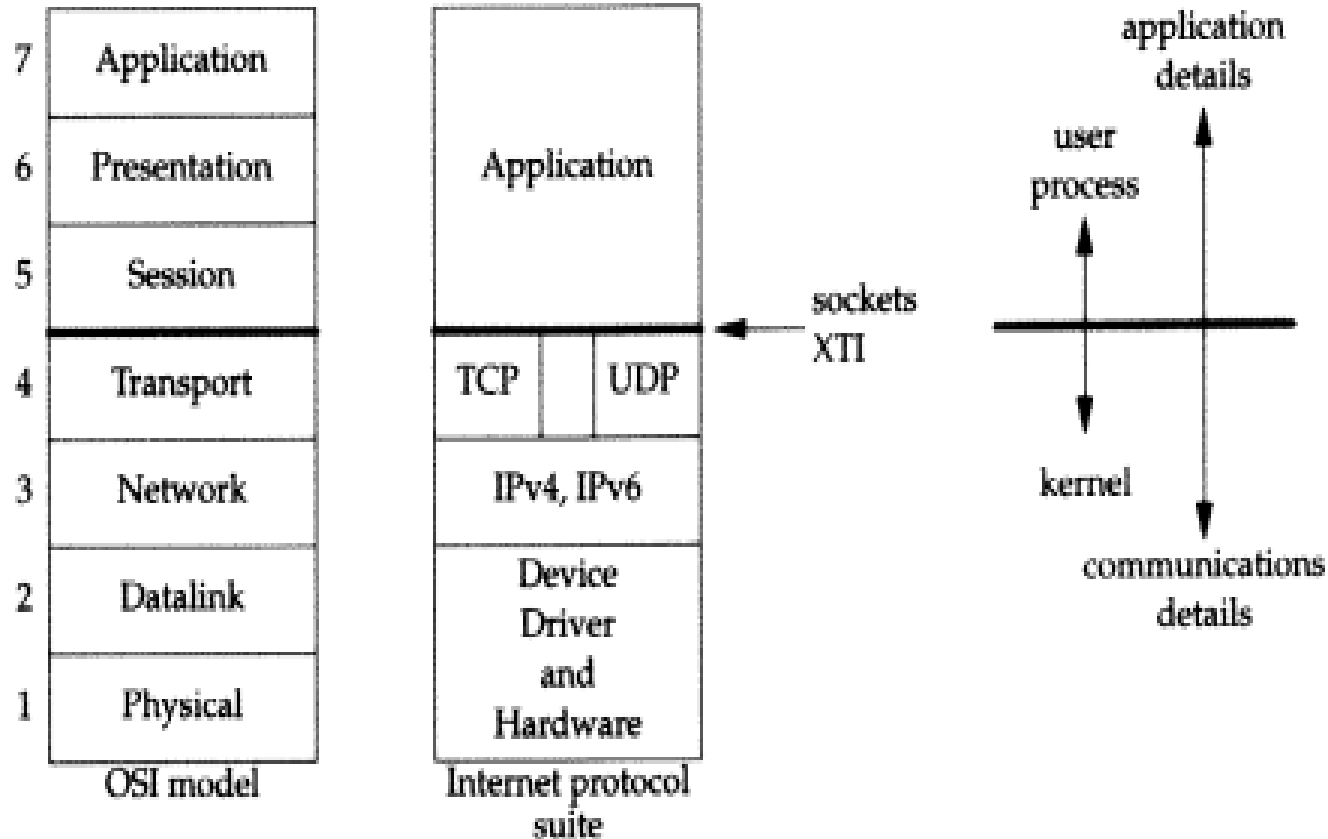 7 Application
6 Presentation
5 Session
4 Transport
3 Network
2 Datalink
1 Physical
OSI model
Application
TCP UDP
IPv4, IPv6
Device
Driver
and
Hardware
Internet protocol
suite
sockets
XTI
application
details
user
process
kernel
communications
details